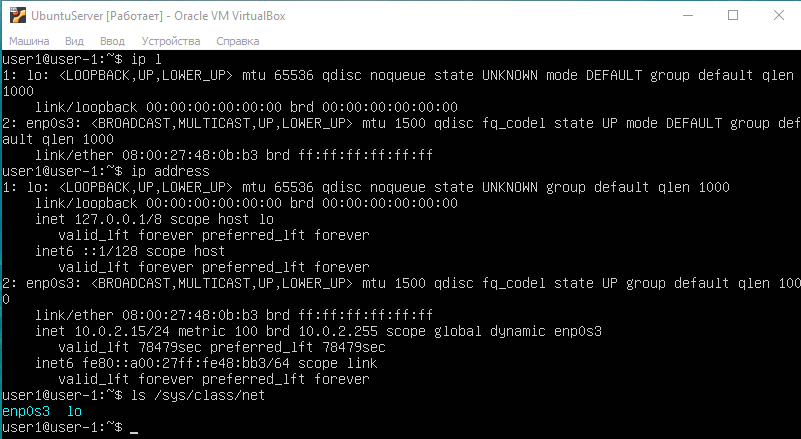 UbuntuServer [Работает] - Oracle VM VirtualBox
Машина Вид Ввод Устройства Справка
user1@user-1:~$ ip l
1: lo: <LOOPBACK,UP,LOWER_UP> mtu 65536 qdisc noqueue state UNKNOWN mode DEFAULT group default qlen
1000
    link/loopback 00:00:00:00:00:00 brd 00:00:00:00:00:00
2: enp0s3: <BROADCAST,MULTICAST,UP,LOWER_UP> mtu 1500 qdisc fq_codel state UP mode DEFAULT group def
ault qlen 1000
    link/ether 08:00:27:48:0b:b3 brd ff:ff:ff:ff:ff:ff
user1@user-1:~$ ip address
1: lo: <LOOPBACK,UP,LOWER_UP> mtu 65536 qdisc noqueue state UNKNOWN group default qlen 1000
    link/loopback 00:00:00:00:00:00 brd 00:00:00:00:00:00
    inet 127.0.0.1/8 scope host lo
       valid_lft forever preferred_lft forever
    inet6 ::1/128 scope host
       valid_lft forever preferred_lft forever
2: enp0s3: <BROADCAST,MULTICAST,UP,LOWER_UP> mtu 1500 qdisc fq_codel state UP group default qlen 100
0
    link/ether 08:00:27:48:0b:b3 brd ff:ff:ff:ff:ff:ff
    inet 10.0.2.15/24 metric 100 brd 10.0.2.255 scope global dynamic enp0s3
       valid_lft 78479sec preferred_lft 78479sec
    inet6 fe80::a00:27ff:fe48:bb3/64 scope link
       valid_lft forever preferred_lft forever
user1@user-1:~$ ls /sys/class/net
enp0s3  lo
user1@user-1:~$ _